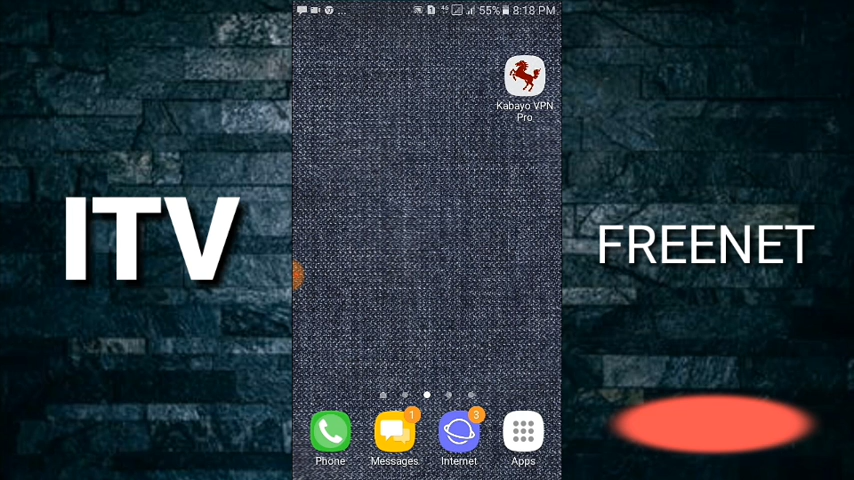 55% 8:18 PM
Kabayo VPN
Pro
ITV
FREENET
1
3
Phone
Messages
Internet
Apps